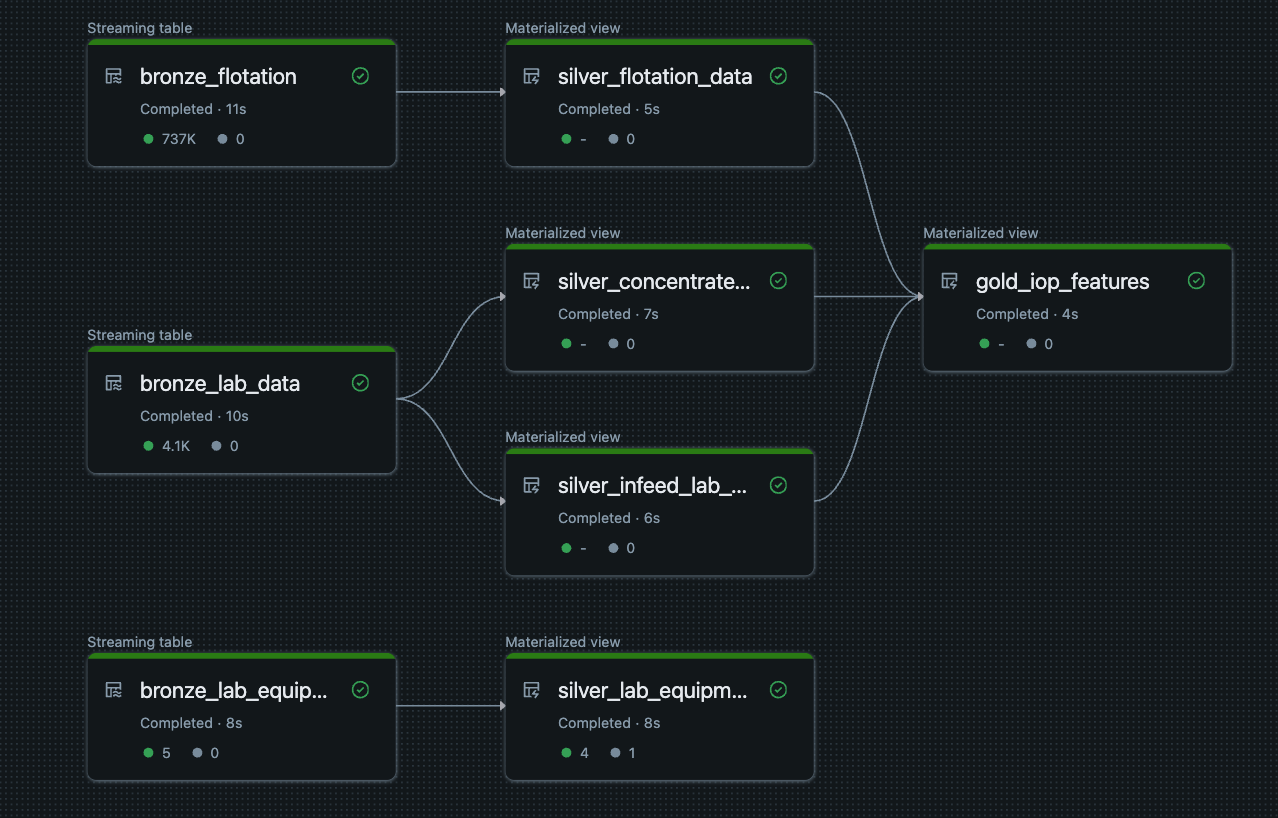 Streaming table
bronze_flotation
Completed · 11s
737K 0
Materialized view
silver_flotation_data
Completed · 5s
- 0
Materialized view
silver_concentrate...
Completed · 7s
- 0
Materialized view
gold_iop_features
Completed · 4s
- 0
Streaming table
bronze_lab_data
Completed · 10s
4.1K 0
Materialized view
silver_infeed_lab_...
Completed · 6s
- 0
Streaming table
bronze_lab_equip...
Completed · 8s
5 0
Materialized view
silver_lab_equipm...
Completed · 8s
4 1